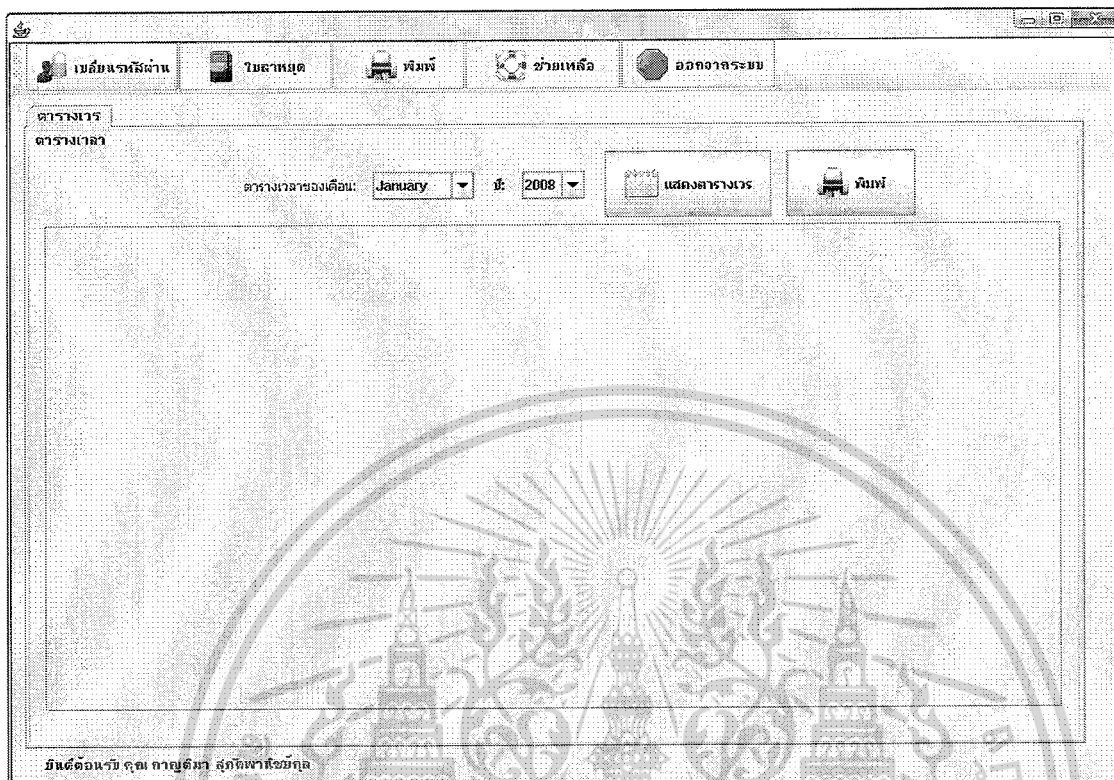 เปลี่ยนรหัสผ่าน ใบลาหยุด พิมพ์ ช่วยเหลือ ออกจากระบบ
ตารางเวร
ตารางเวลา
ตารางเวลาของเดือน: January ปี: 2008 แสดงตารางเวร พิมพ์
ยินดีต้อนรับ คุณ